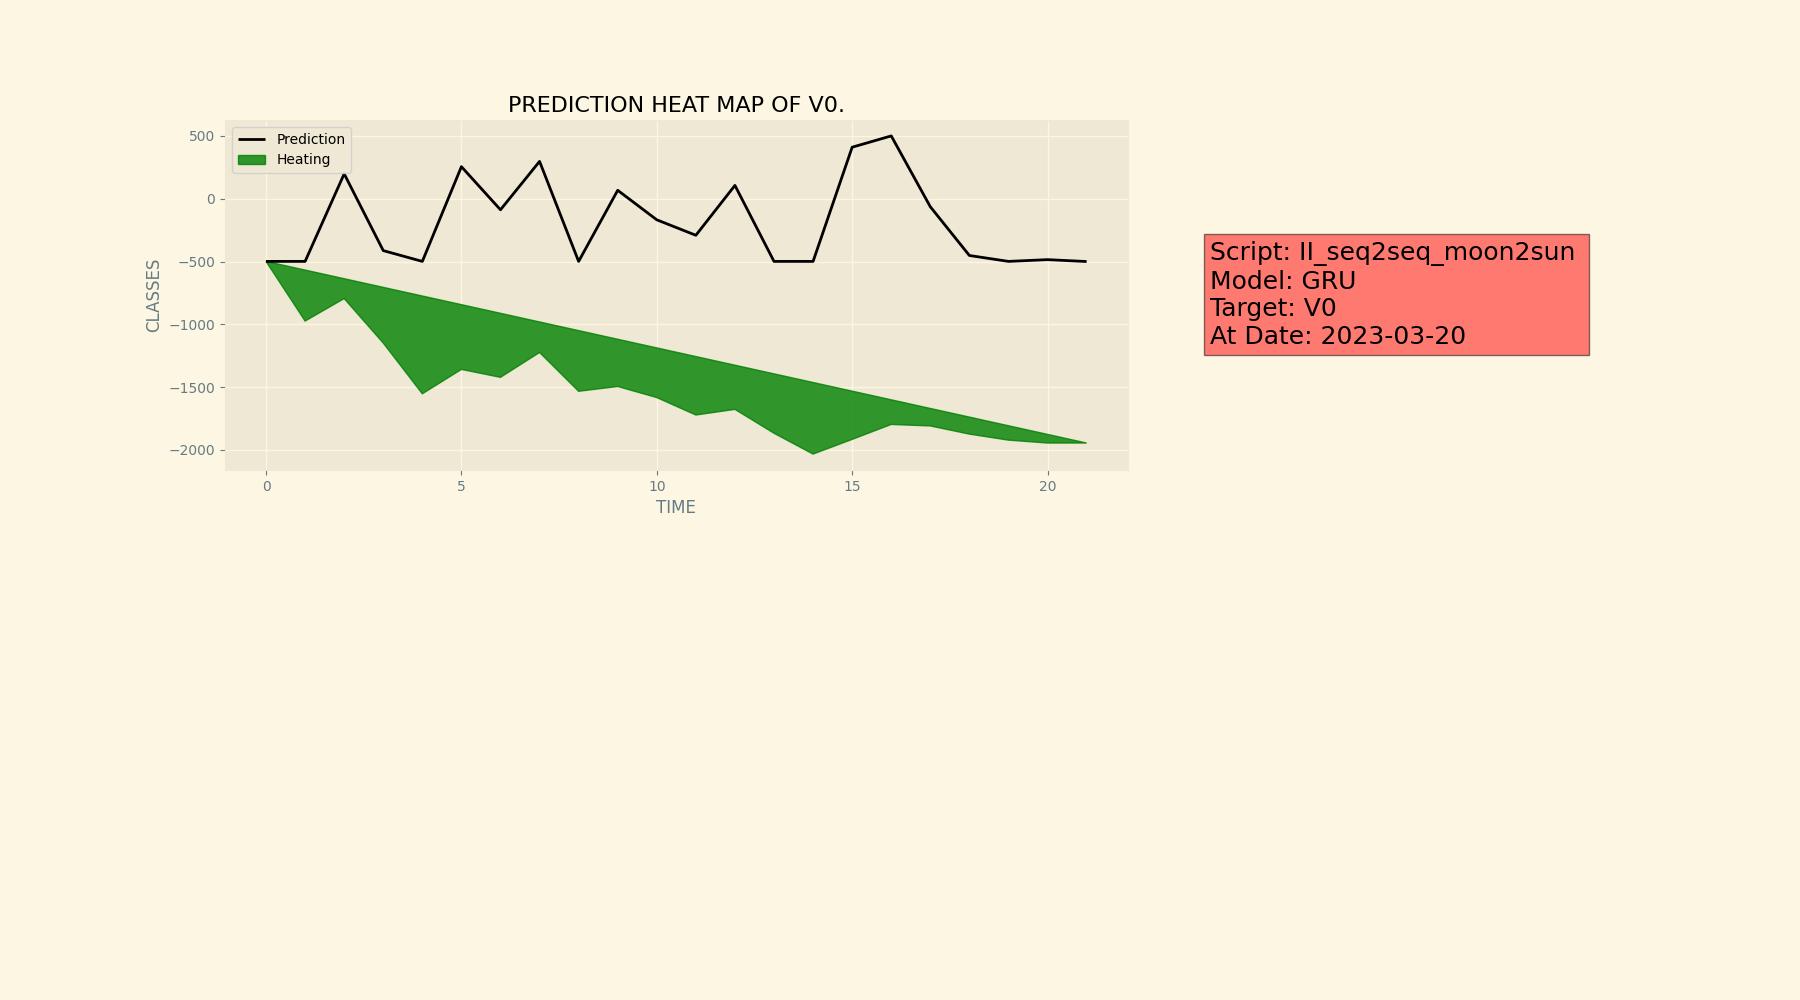 PREDICTION HEAT MAP OF V0.
Prediction
Heating
500
0
−500
−1000
−1500
−2000
CLASSES
0 5 10 15 20
TIME
Script: II_seq2seq_moon2sun
Model: GRU
Target: V0
At Date: 2023-03-20